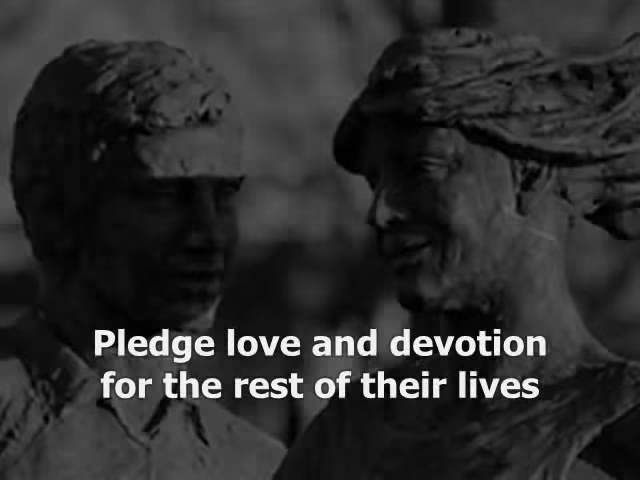 Pledge love and devotion
for the rest of their lives